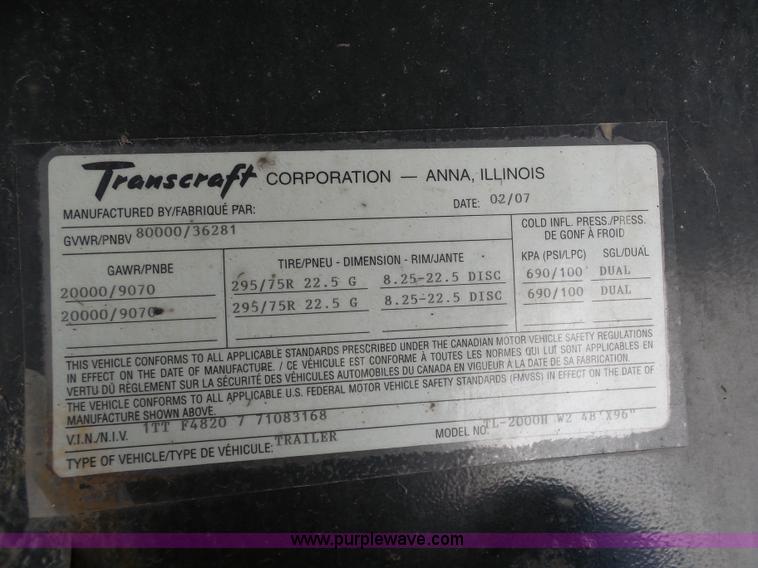 Transcraft CORPORATION — ANNA, ILLINOIS
MANUFACTURED BY/FABRIQUÉ PAR: DATE: 02/07
GVWR/PNBV 80000/36281
COLD INFL. PRESS./PRESS. DE GONF À FROID
GAWR/PNBE TIRE/PNEU - DIMENSION - RIM/JANTE KPA (PSI/LPC) SGL/DUAL
20000/9070 295/75R 22.5 G 8.25-22.5 DISC 690/100 DUAL
20000/9070 295/75R 22.5 G 8.25-22.5 DISC 690/100 DUAL
THIS VEHICLE CONFORMS TO ALL APPLICABLE STANDARDS PRESCRIBED UNDER THE CANADIAN MOTOR VEHICLE SAFETY REGULATIONS
IN EFFECT ON THE DATE OF MANUFACTURE. / CE VÉHICULE EST CONFORME À TOUTES LES NORMES QUI LUI SONT APPLICABLES EN
VERTU DÙ RÈGLEMENT SUR LA SÉCURITÉ DES VÉHICULES AUTOMOBILES DU CANADA EN VIGUEUR À LA DATE DE SA FABRICATION.
THIS VEHICLE CONFORMS TO ALL APPLICABLE U.S. FEDERAL MOTOR VEHICLE SAFETY STANDARDS (FMVSS) IN EFFECT ON THE DATE OF
MANUFACTURE SHOWN ABOVE.
V.I.N./N.I.V. 1TT F4820 7 71083168
TYPE OF VEHICLE/TYPE DE VÉHICULE: TRAILER MODEL NO. TL-2000H W2 48'X96"
www.purplewave.com